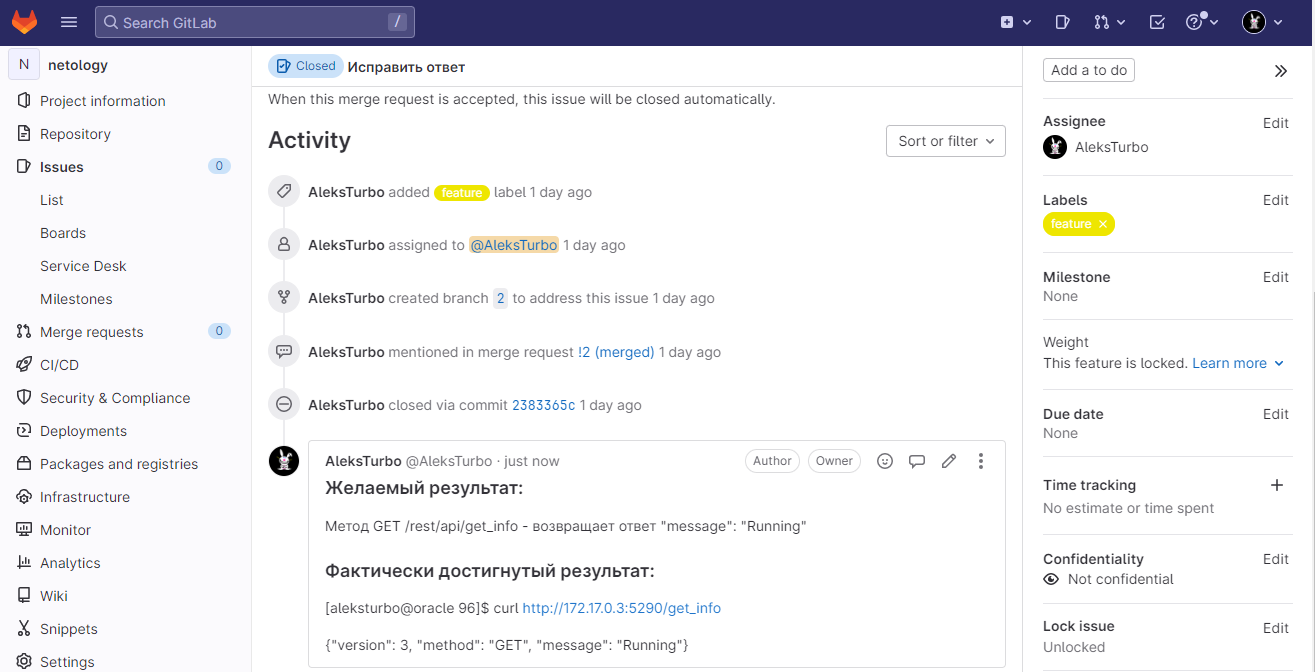 Search GitLab /
N netology
Project information
Repository
Issues 0
List
Boards
Service Desk
Milestones
Merge requests 0
CI/CD
Security & Compliance
Deployments
Packages and registries
Infrastructure
Monitor
Analytics
Wiki
Snippets
Settings
Closed Исправить ответ
When this merge request is accepted, this issue will be closed automatically.
Activity
Sort or filter
AleksTurbo added feature label 1 day ago
AleksTurbo assigned to @AleksTurbo 1 day ago
AleksTurbo created branch 2 to address this issue 1 day ago
AleksTurbo mentioned in merge request !2 (merged) 1 day ago
AleksTurbo closed via commit 2383365c 1 day ago
AleksTurbo @AleksTurbo · just now Author Owner
Желаемый результат:
Метод GET /rest/api/get_info - возвращает ответ "message": "Running"
Фактически достигнутый результат:
[aleksturbo@oracle 96]$ curl http://172.17.0.3:5290/get_info
{"version": 3, "method": "GET", "message": "Running"}
Add a to do
Assignee Edit
AleksTurbo
Labels Edit
feature ×
Milestone Edit
None
Weight
This feature is locked. Learn more
Due date Edit
None
Time tracking +
No estimate or time spent
Confidentiality Edit
Not confidential
Lock issue Edit
Unlocked